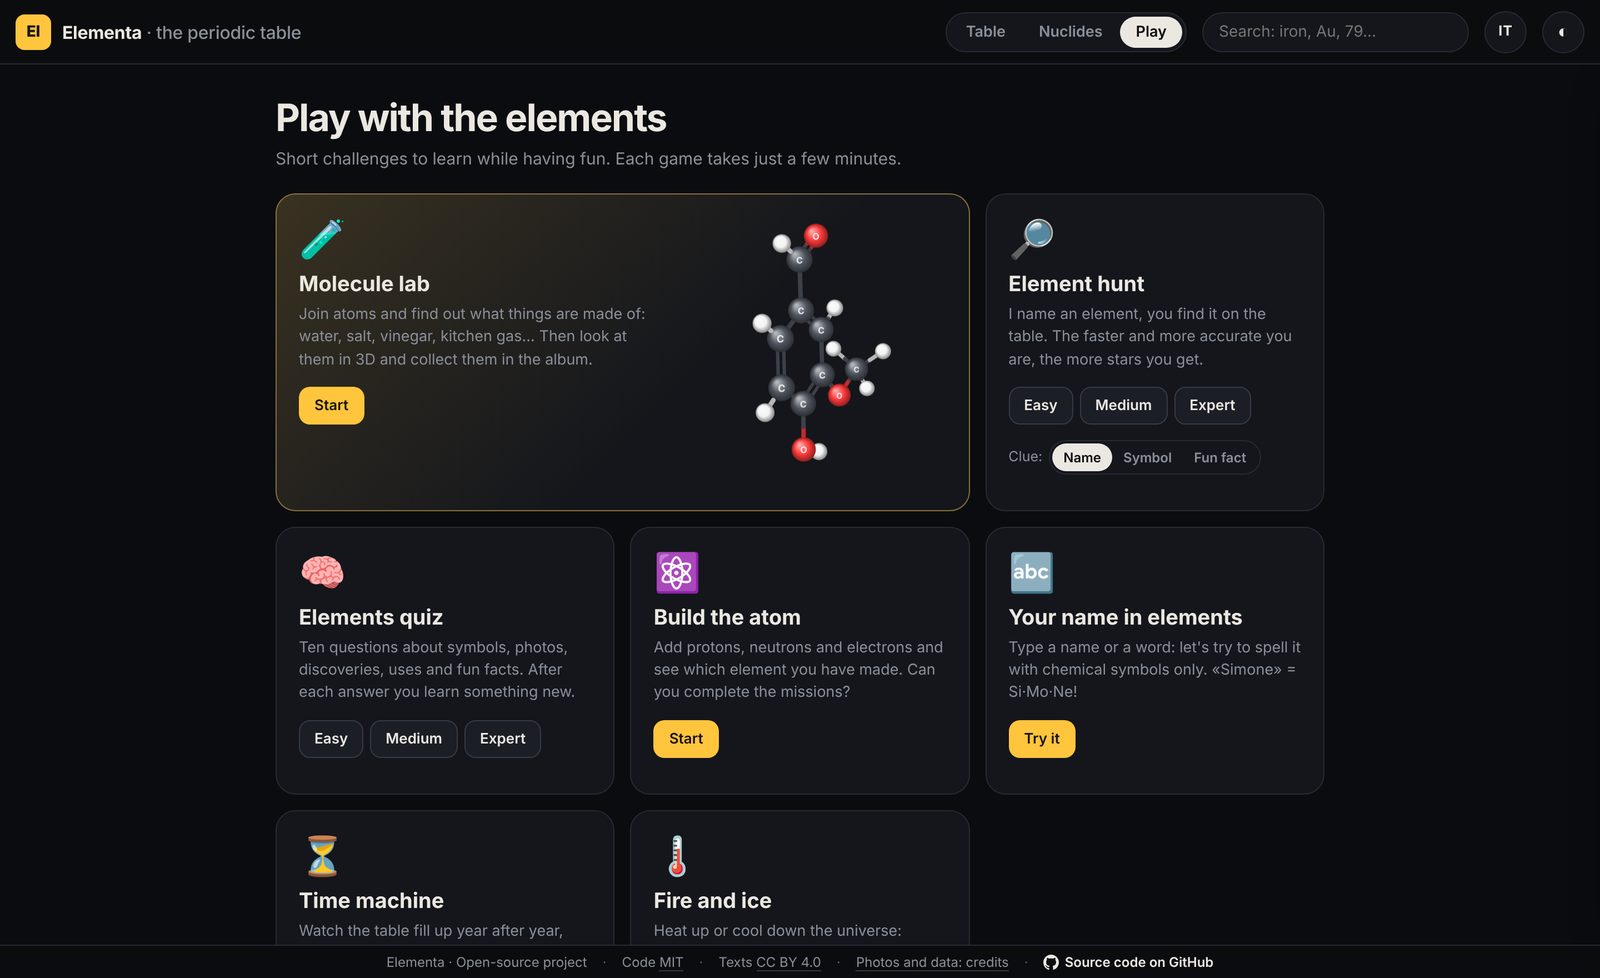 El
Elementa · the periodic table
Table
Nuclides
Play
Search: iron, Au, 79...
IT
Play with the elements
Short challenges to learn while having fun. Each game takes just a few minutes.
Molecule lab
Join atoms and find out what things are made of:
water, salt, vinegar, kitchen gas... Then look at
them in 3D and collect them in the album.
Start
O
C
C
C
C
C
C
C
O
C
O
Element hunt
I name an element, you find it on the
table. The faster and more accurate you
are, the more stars you get.
Easy
Medium
Expert
Clue:
Name
Symbol
Fun fact
Elements quiz
Ten questions about symbols, photos,
discoveries, uses and fun facts. After
each answer you learn something new.
Easy
Medium
Expert
Build the atom
Add protons, neutrons and electrons and
see which element you have made. Can
you complete the missions?
Start
abc
Your name in elements
Type a name or a word: let's try to spell it
with chemical symbols only. «Simone» =
Si·Mo·Ne!
Try it
Time machine
Watch the table fill up year after year,
Fire and ice
Heat up or cool down the universe:
Elementa · Open-source project · Code MIT · Texts CC BY 4.0 · Photos and data: credits · Source code on GitHub